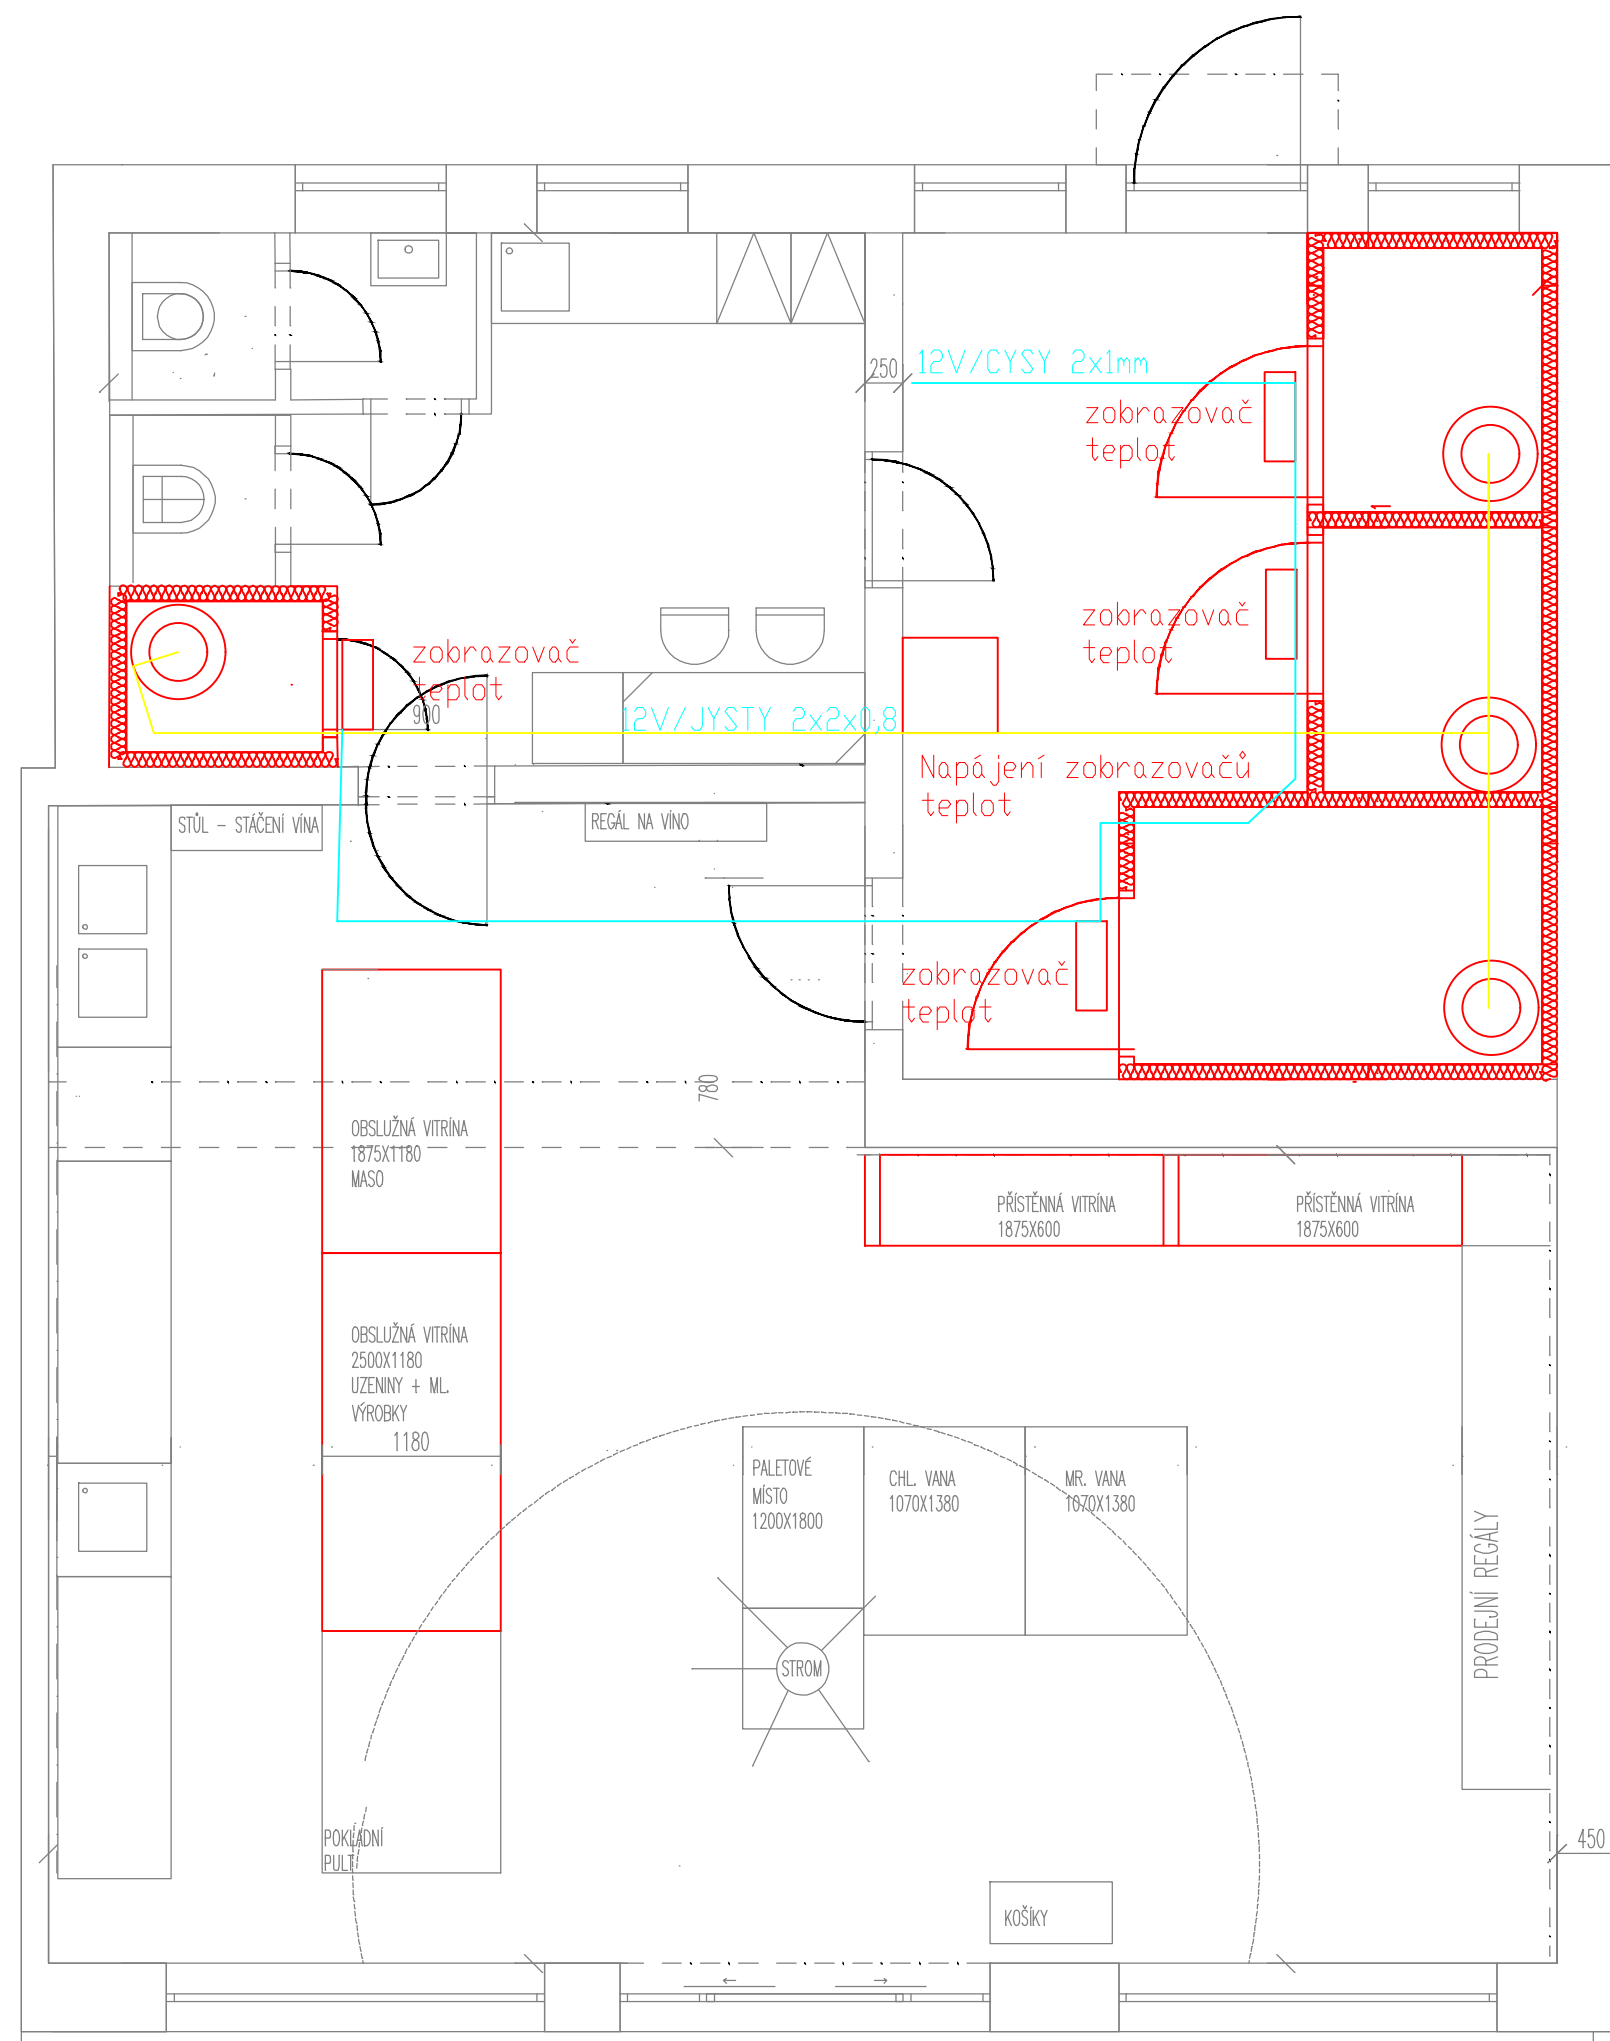 250
12V/CYSY 2x1mm
zobrazovač
teplot
1
zobrazovač
teplot
zobrazovač
teplot
900
12V/JYSTY 2x2x0,8
Napájení zobrazovačů
teplot
STŮL - STÁČENÍ VÍNA
REGÁL NA VÍNO
zobrazovač
teplot
780
OBSLUŽNÁ VITRÍNA
1875X1180
MASO
PŘÍSTĚNNÁ VITRÍNA
1875X600
PŘÍSTĚNNÁ VITRÍNA
1875X600
OBSLUŽNÁ VITRÍNA
2500X1180
UZENINY + ML.
VÝROBKY
1180
PALETOVÉ
MÍSTO
1200X1800
CHL. VANA
1070X1380
MR. VANA
1070X1380
PRODEJNÍ REGÁLY
STROM
POKLADNÍ
PULT
450
KOŠÍKY